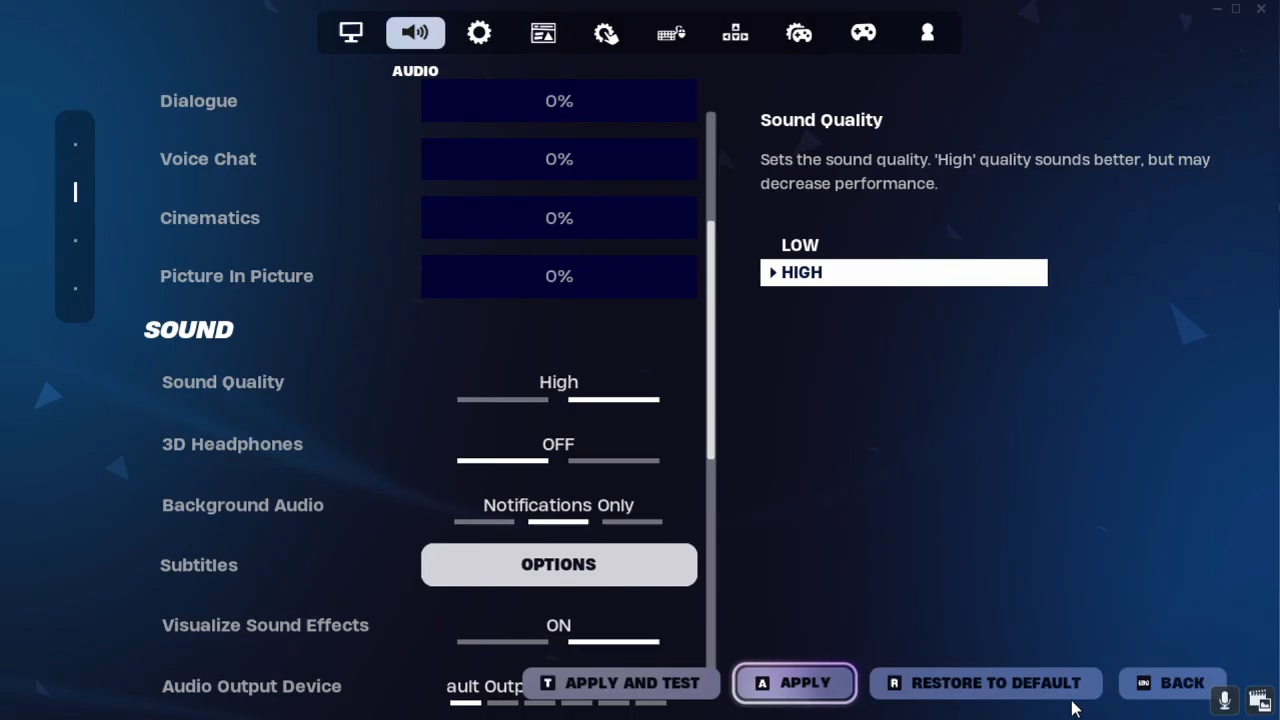 AUDIO
Dialogue 0%
Voice Chat 0%
Cinematics 0%
Picture In Picture 0%
SOUND
Sound Quality High
3D Headphones OFF
Background Audio Notifications Only
Subtitles OPTIONS
Visualize Sound Effects ON
Audio Output Device ault Outp
Sound Quality
Sets the sound quality. 'High' quality sounds better, but may
decrease performance.
LOW
HIGH
T APPLY AND TEST A APPLY R RESTORE TO DEFAULT BACK